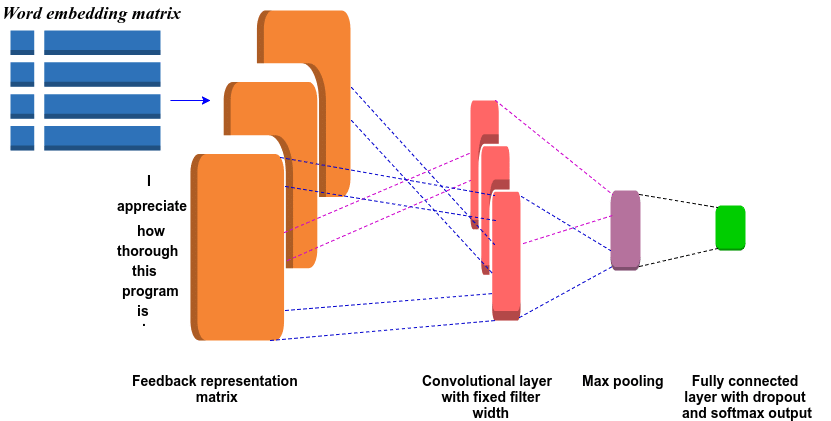 Word embedding matrix
I
appreciate
how
thorough
this
program
is
.
Feedback representation
matrix
Convolutional layer
with fixed filter
width
Max pooling
Fully connected
layer with dropout
and softmax output